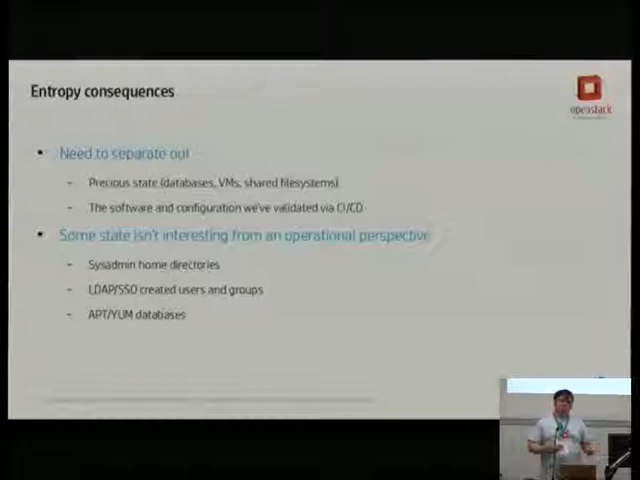 Entropy consequences
openstack
• Need to separate out
- Precious state (databases, VMs, shared filesystems)
- The software and configuration we've validated via CI/CD
• Some state isn't interesting from an operational perspective
- Sysadmin home directories
- LDAP/SSO created users and groups
- APT/YUM databases